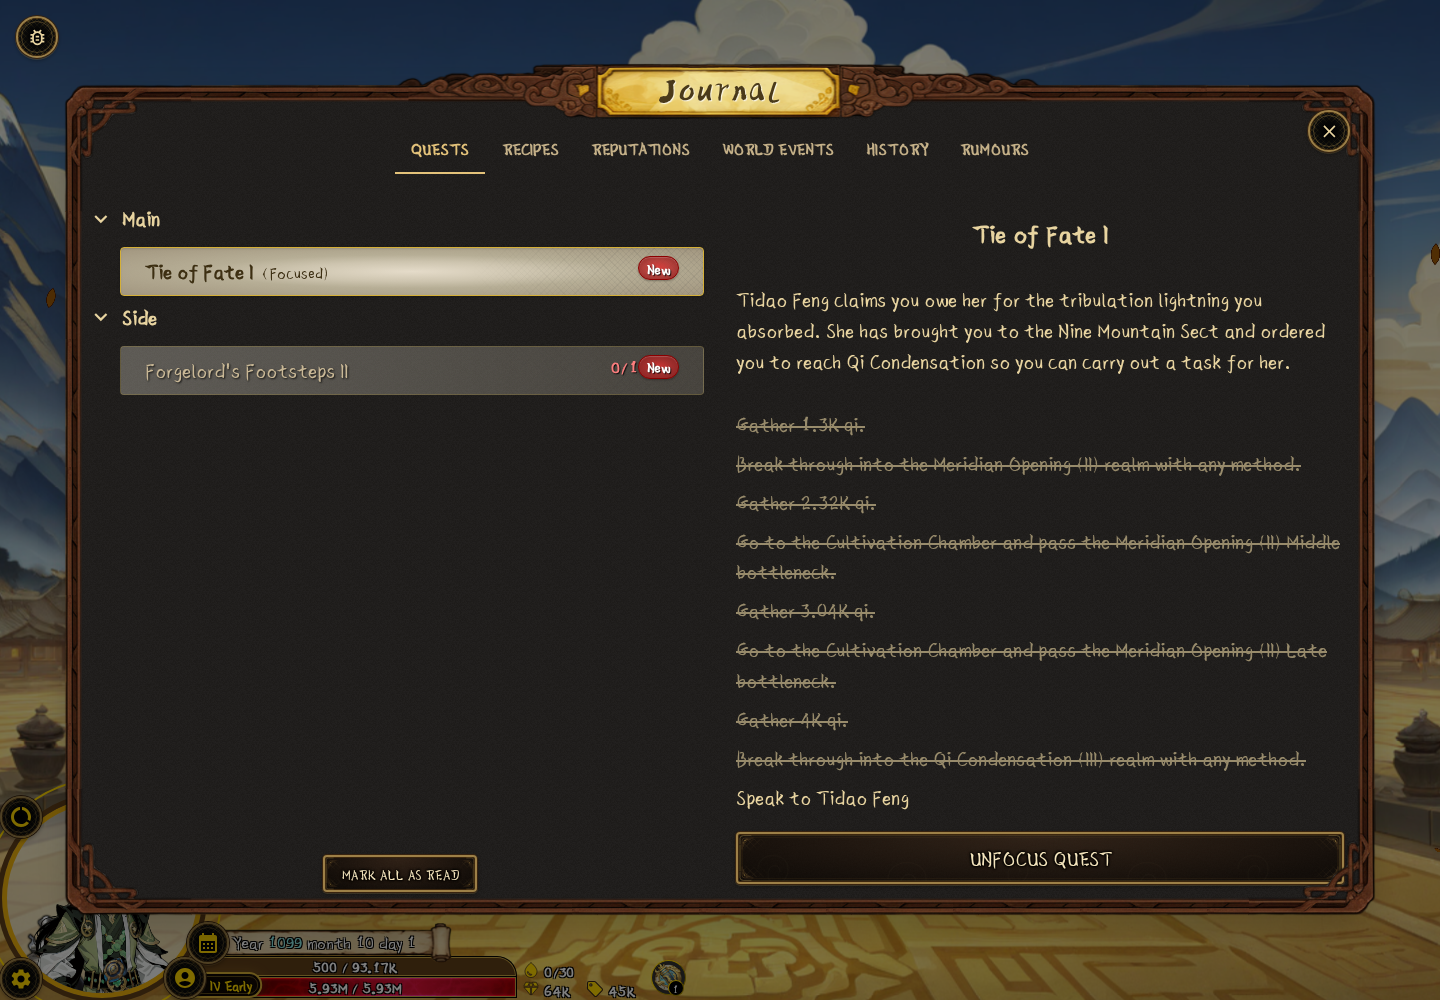 Journal
QUESTS RECIPES REPUTATIONS WORLD EVENTS HISTORY RUMOURS
Main
Tie of Fate I (Focused) New
Side
Forgelord's Footsteps II 0/1 New
MARK ALL AS READ
Tie of Fate I
Tidao Feng claims you owe her for the tribulation lightning you
absorbed. She has brought you to the Nine Mountain Sect and ordered
you to reach Qi Condensation so you can carry out a task for her.
Gather 1.3K qi.
Break through into the Meridian Opening (II) realm with any method.
Gather 2.32K qi.
Go to the Cultivation Chamber and pass the Meridian Opening (II) Middle
bottleneck.
Gather 3.04K qi.
Go to the Cultivation Chamber and pass the Meridian Opening (II) Late
bottleneck.
Gather 4K qi.
Break through into the Qi Condensation (III) realm with any method.
Speak to Tidao Feng
UNFOCUS QUEST
Year 1099 month 10 day 1
500 / 93.17K
IV Early
5.93M / 5.93M
0/30
64K 45K
1